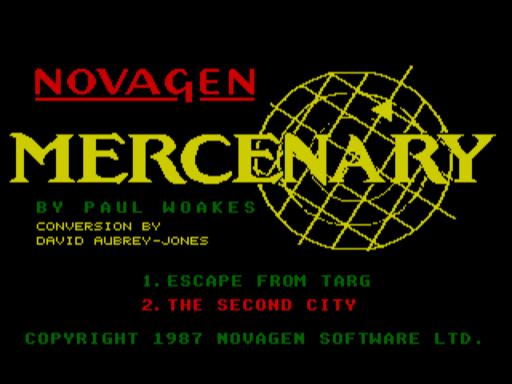 NOVAGEN
MERCENARY
BY PAUL WOAKES
CONVERSION BY
DAVID AUBREY-JONES
1. ESCAPE FROM TARG
2. THE SECOND CITY
COPYRIGHT 1987 NOVAGEN SOFTWARE LTD.